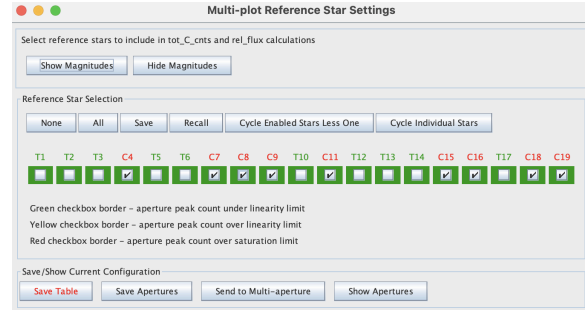 Multi-plot Reference Star Settings
Select reference stars to include in tot_C_cnts and rel_flux calculations
Show Magnitudes Hide Magnitudes
Reference Star Selection
None All Save Recall Cycle Enabled Stars Less One Cycle Individual Stars
T1 T2 T3 C4 T5 T6 C7 C8 C9 T10 C11 T12 T13 T14 C15 C16 T17 C18 C19
Green checkbox border – aperture peak count under linearity limit
Yellow checkbox border – aperture peak count over linearity limit
Red checkbox border – aperture peak count over saturation limit
Save/Show Current Configuration
Save Table Save Apertures Send to Multi-aperture Show Apertures